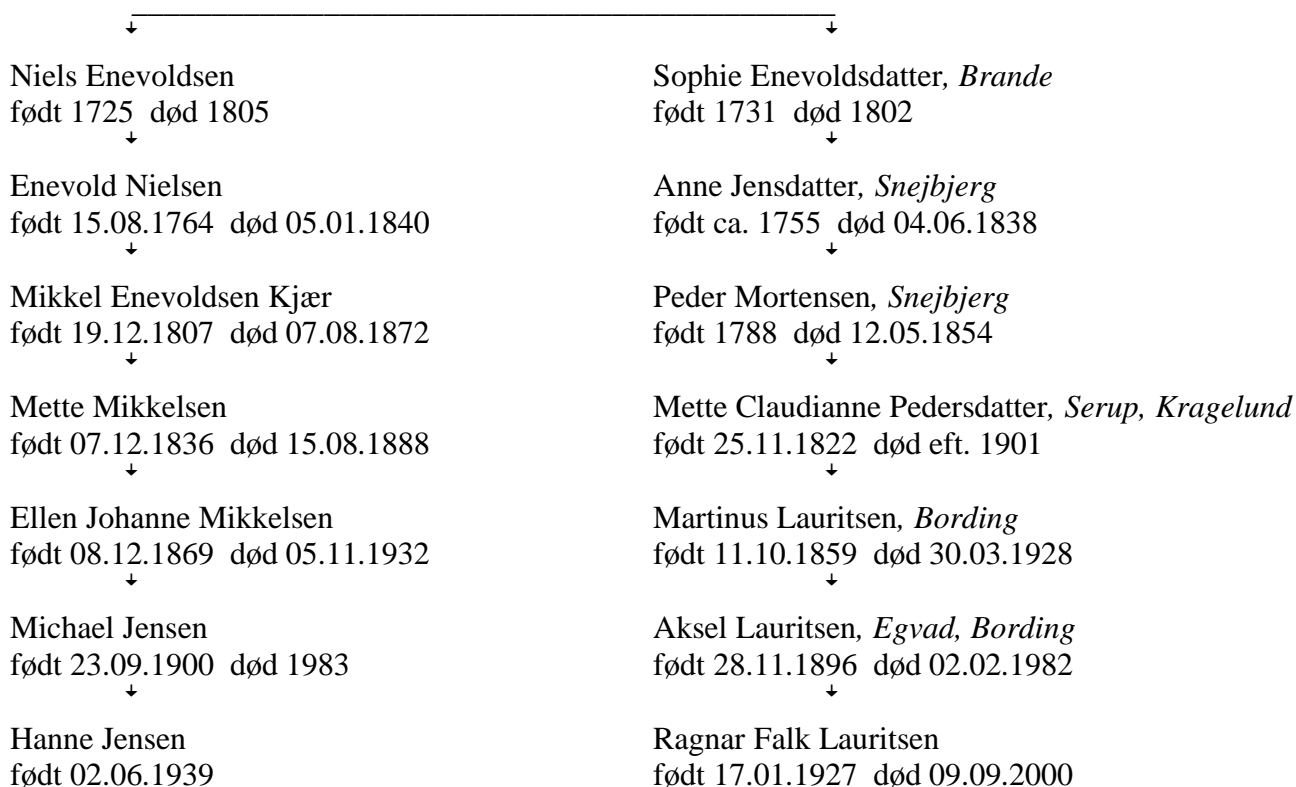 Niels Enevoldsen
født 1725 død 1805
Enevold Nielsen
født 15.08.1764 død 05.01.1840
Mikkel Enevoldsen Kjær
født 19.12.1807 død 07.08.1872
Mette Mikkelsen
født 07.12.1836 død 15.08.1888
Ellen Johanne Mikkelsen
født 08.12.1869 død 05.11.1932
Michael Jensen
født 23.09.1900 død 1983
Hanne Jensen
født 02.06.1939
Sophie Enevoldsdatter, Brande
født 1731 død 1802
Anne Jensdatter, Snejbjerg
født ca. 1755 død 04.06.1838
Peder Mortensen, Snejbjerg
født 1788 død 12.05.1854
Mette Claudianne Pedersdatter, Serup, Kragelund
født 25.11.1822 død eft. 1901
Martinus Lauritsen, Bording
født 11.10.1859 død 30.03.1928
Aksel Lauritsen, Egvad, Bording
født 28.11.1896 død 02.02.1982
Ragnar Falk Lauritsen
født 17.01.1927 død 09.09.2000